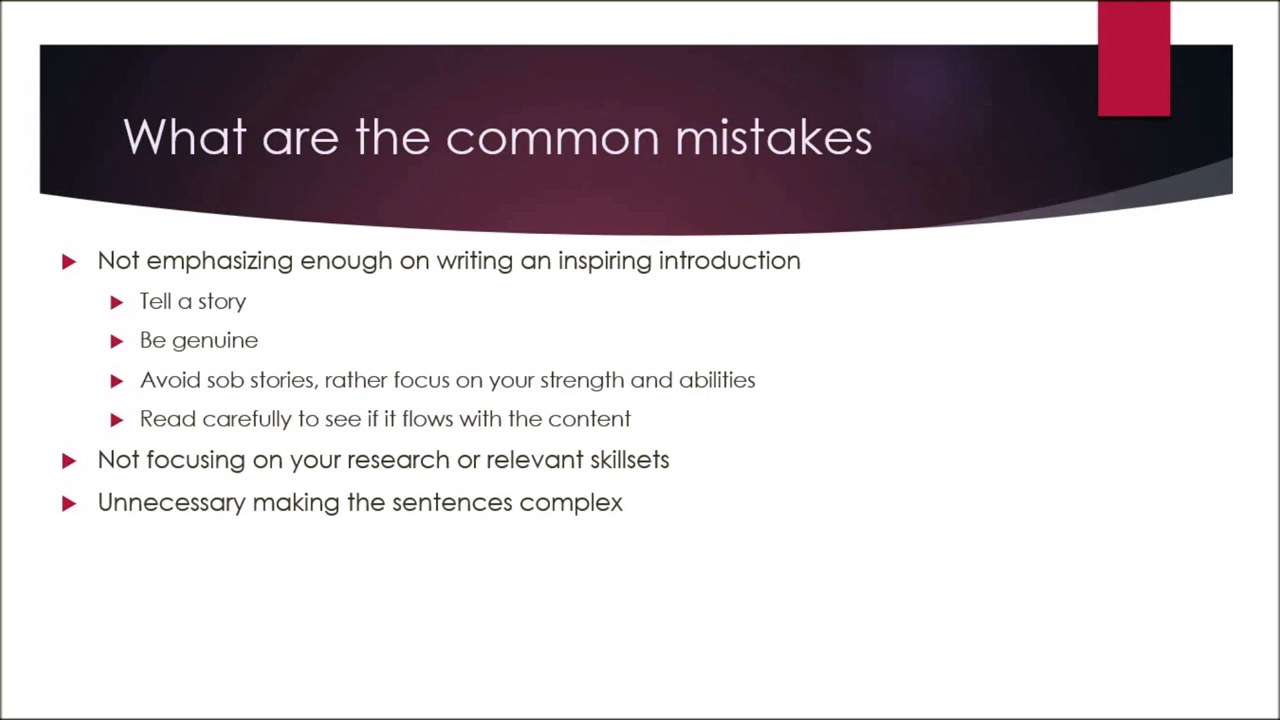 What are the common mistakes
Not emphasizing enough on writing an inspiring introduction
Tell a story
Be genuine
Avoid sob stories, rather focus on your strength and abilities
Read carefully to see if it flows with the content
Not focusing on your research or relevant skillsets
Unnecessary making the sentences complex